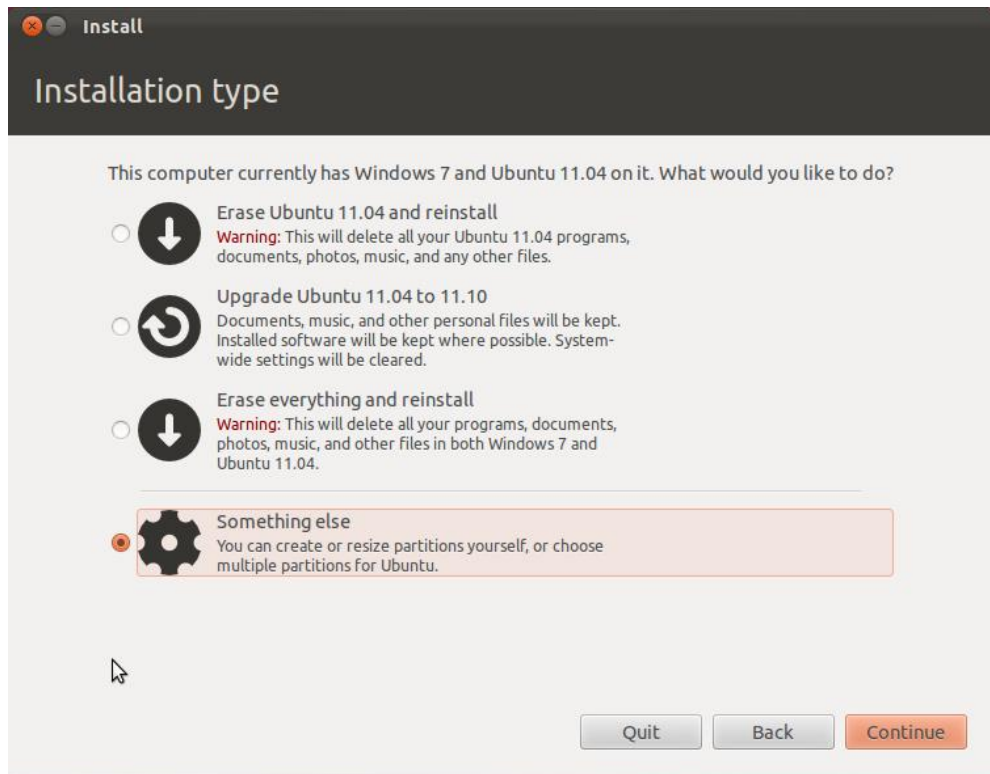 Install
Installation type
This computer currently has Windows 7 and Ubuntu 11.04 on it. What would you like to do?
Erase Ubuntu 11.04 and reinstall
Warning: This will delete all your Ubuntu 11.04 programs,
documents, photos, music, and any other files.
Upgrade Ubuntu 11.04 to 11.10
Documents, music, and other personal files will be kept.
Installed software will be kept where possible. System-
wide settings will be cleared.
Erase everything and reinstall
Warning: This will delete all your programs, documents,
photos, music, and other files in both Windows 7 and
Ubuntu 11.04.
Something else
You can create or resize partitions yourself, or choose
multiple partitions for Ubuntu.
Quit Back Continue